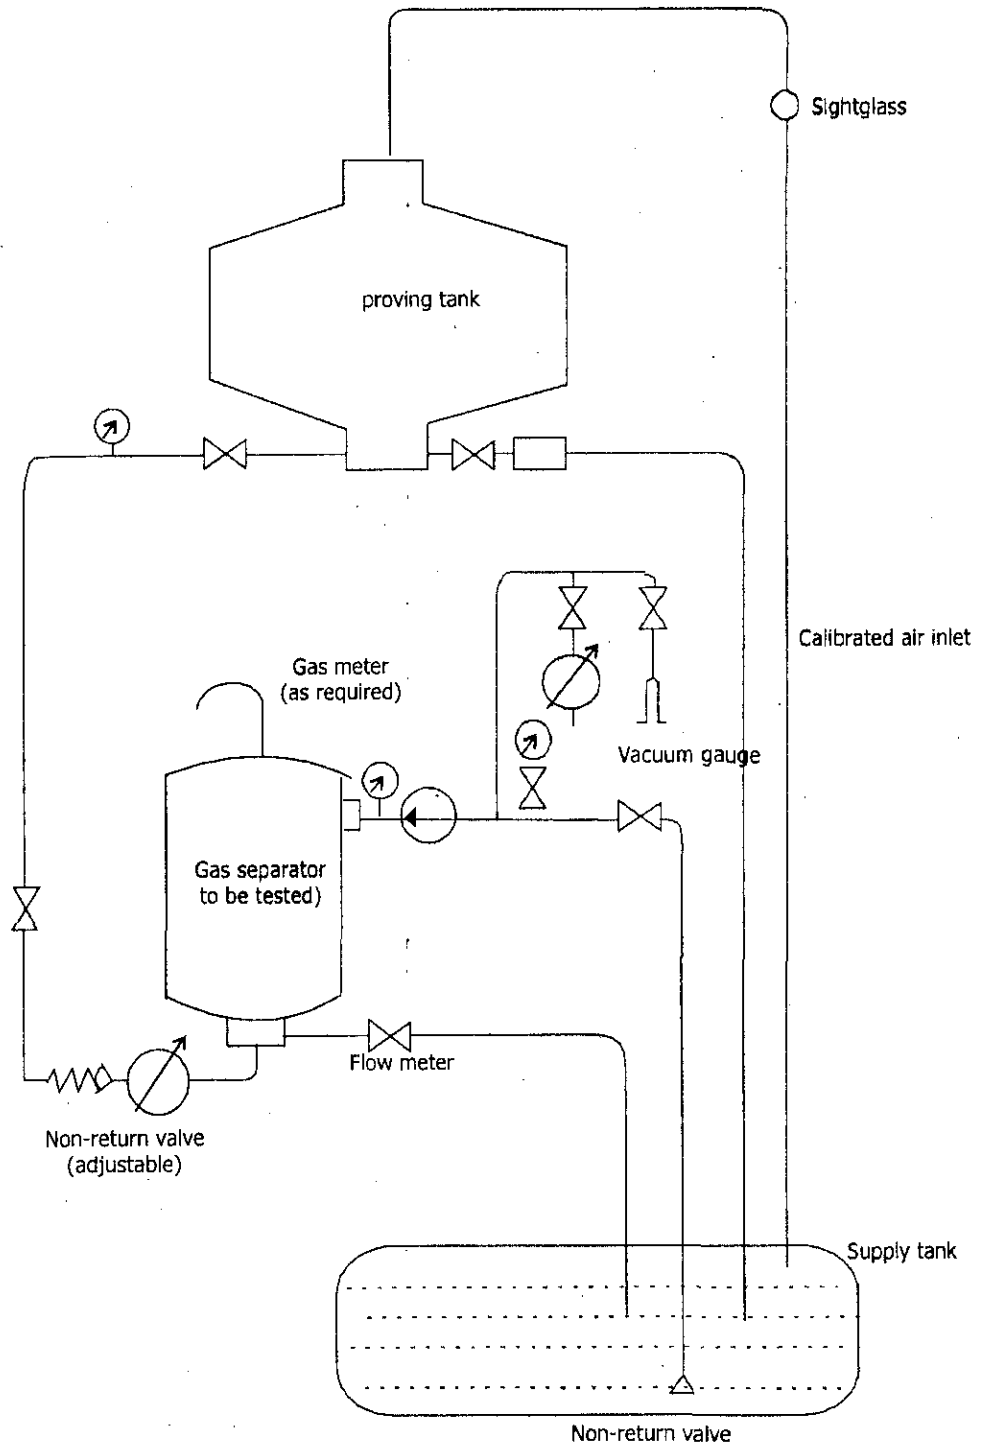 Sightglass
proving tank
Calibrated air inlet
Gas meter
(as required)
Vacuum gauge
Gas separator
to be tested)
Flow meter
Non-return valve
(adjustable)
Supply tank
Non-return valve